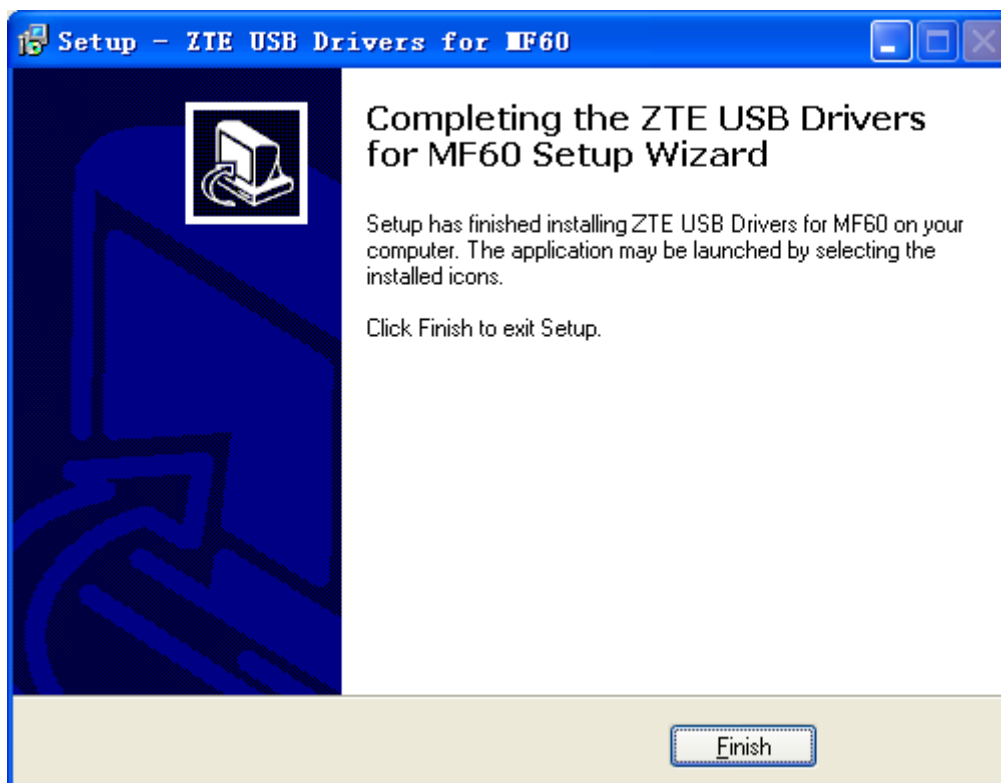 Setup - ZTE USB Drivers for MF60
Completing the ZTE USB Drivers
for MF60 Setup Wizard
Setup has finished installing ZTE USB Drivers for MF60 on your
computer. The application may be launched by selecting the
installed icons.
Click Finish to exit Setup.
Finish